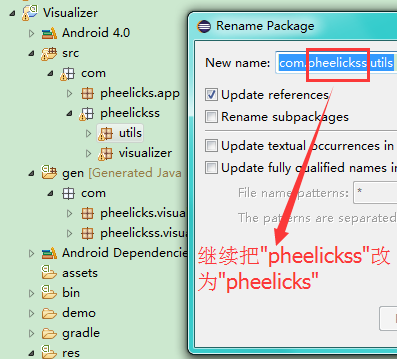 Visualizer
Android 4.0
src
com
pheelicks.app
pheelickss
utils
visualizer
gen [Generated Java
com
pheelicks.visua
pheelickss.visu
Android Dependencie
assets
bin
demo
gradle
res
Rename Package
New name: com.pheelickss.utils
Update references
Rename subpackages
Update textual occurrences in
Update fully qualified names in
File name patterns: *
The patterns are separated
继续把"pheelickss"改
为"pheelicks"